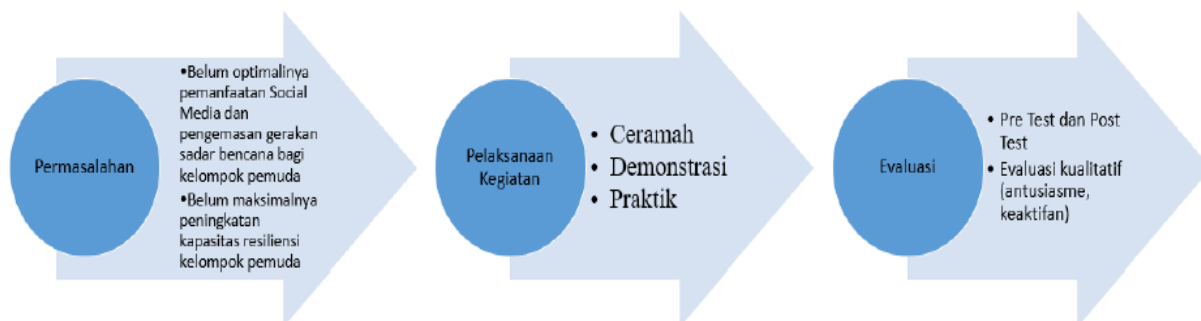 Permasalahan
•Belum optimalinya
pemanfaatan Social
Media dan
pengemasan gerakan
sadar bencana bagi
kelompok pemuda
•Belum maksimalnya
peningkatan
kapasitas resiliensi
kelompok pemuda
Pelaksanaan
Kegiatan
• Ceramah
• Demonstrasi
• Praktik
Evaluasi
• Pre Test dan Post
Test
• Evaluasi kualitatif
(antusiasme,
keaktifan)